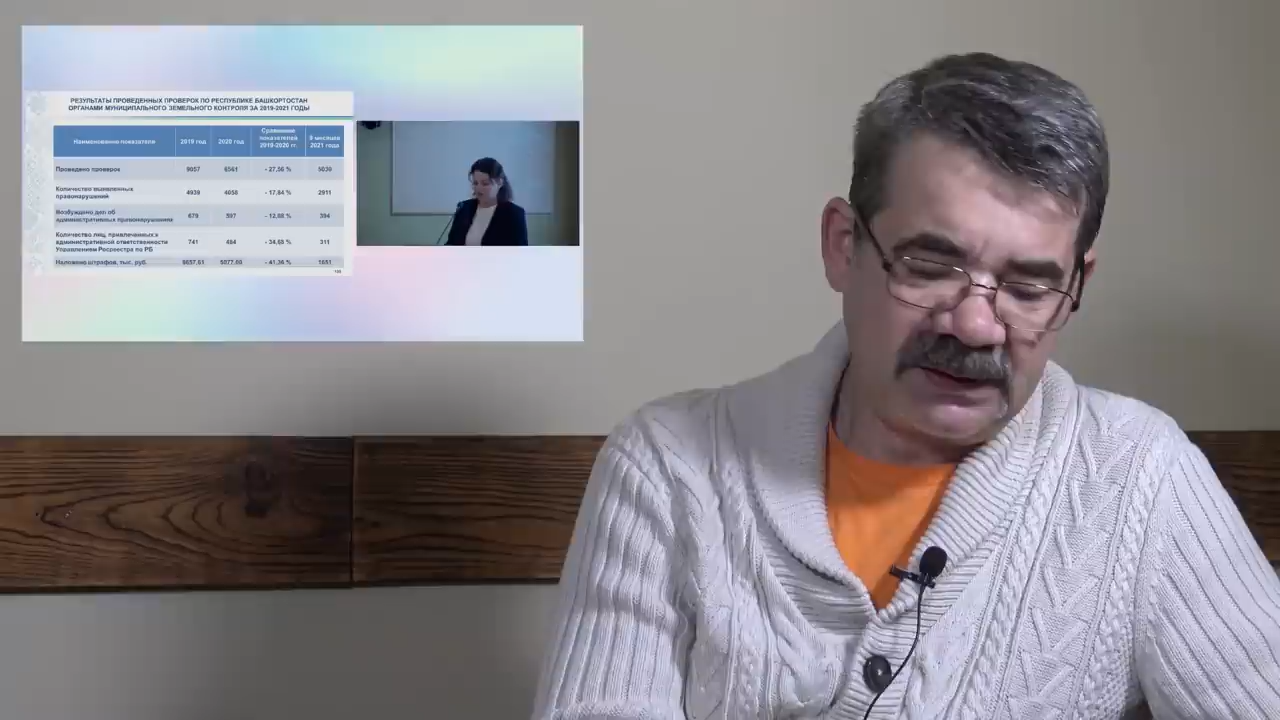 РЕЗУЛЬТАТЫ ПРОВЕДЕННЫХ ПРОВЕРОК ПО РЕСПУБЛИКЕ БАШКОРТОСТАН
ОРГАНАМИ МУНИЦИПАЛЬНОГО ЗЕМЕЛЬНОГО КОНТРОЛЯ ЗА 2019-2021 ГОДЫ
Наименование показателя 2019 год 2020 год Сравнение показателей 2019-2020 гг. 9 месяцев 2021 года
Проведено проверок 9057 6561 - 27,56 % 5030
Количество выявленных
правонарушений 4939 4058 - 17,84 % 2911
Возбуждено дел об
административных правонарушениях 679 597 - 12,08 % 394
Количество лиц, привлеченных к
административной ответственности
Управлением Росреестра по РБ 741 484 - 34,68 % 311
Наложено штрафов, тыс. руб. - 41,36 % 1651